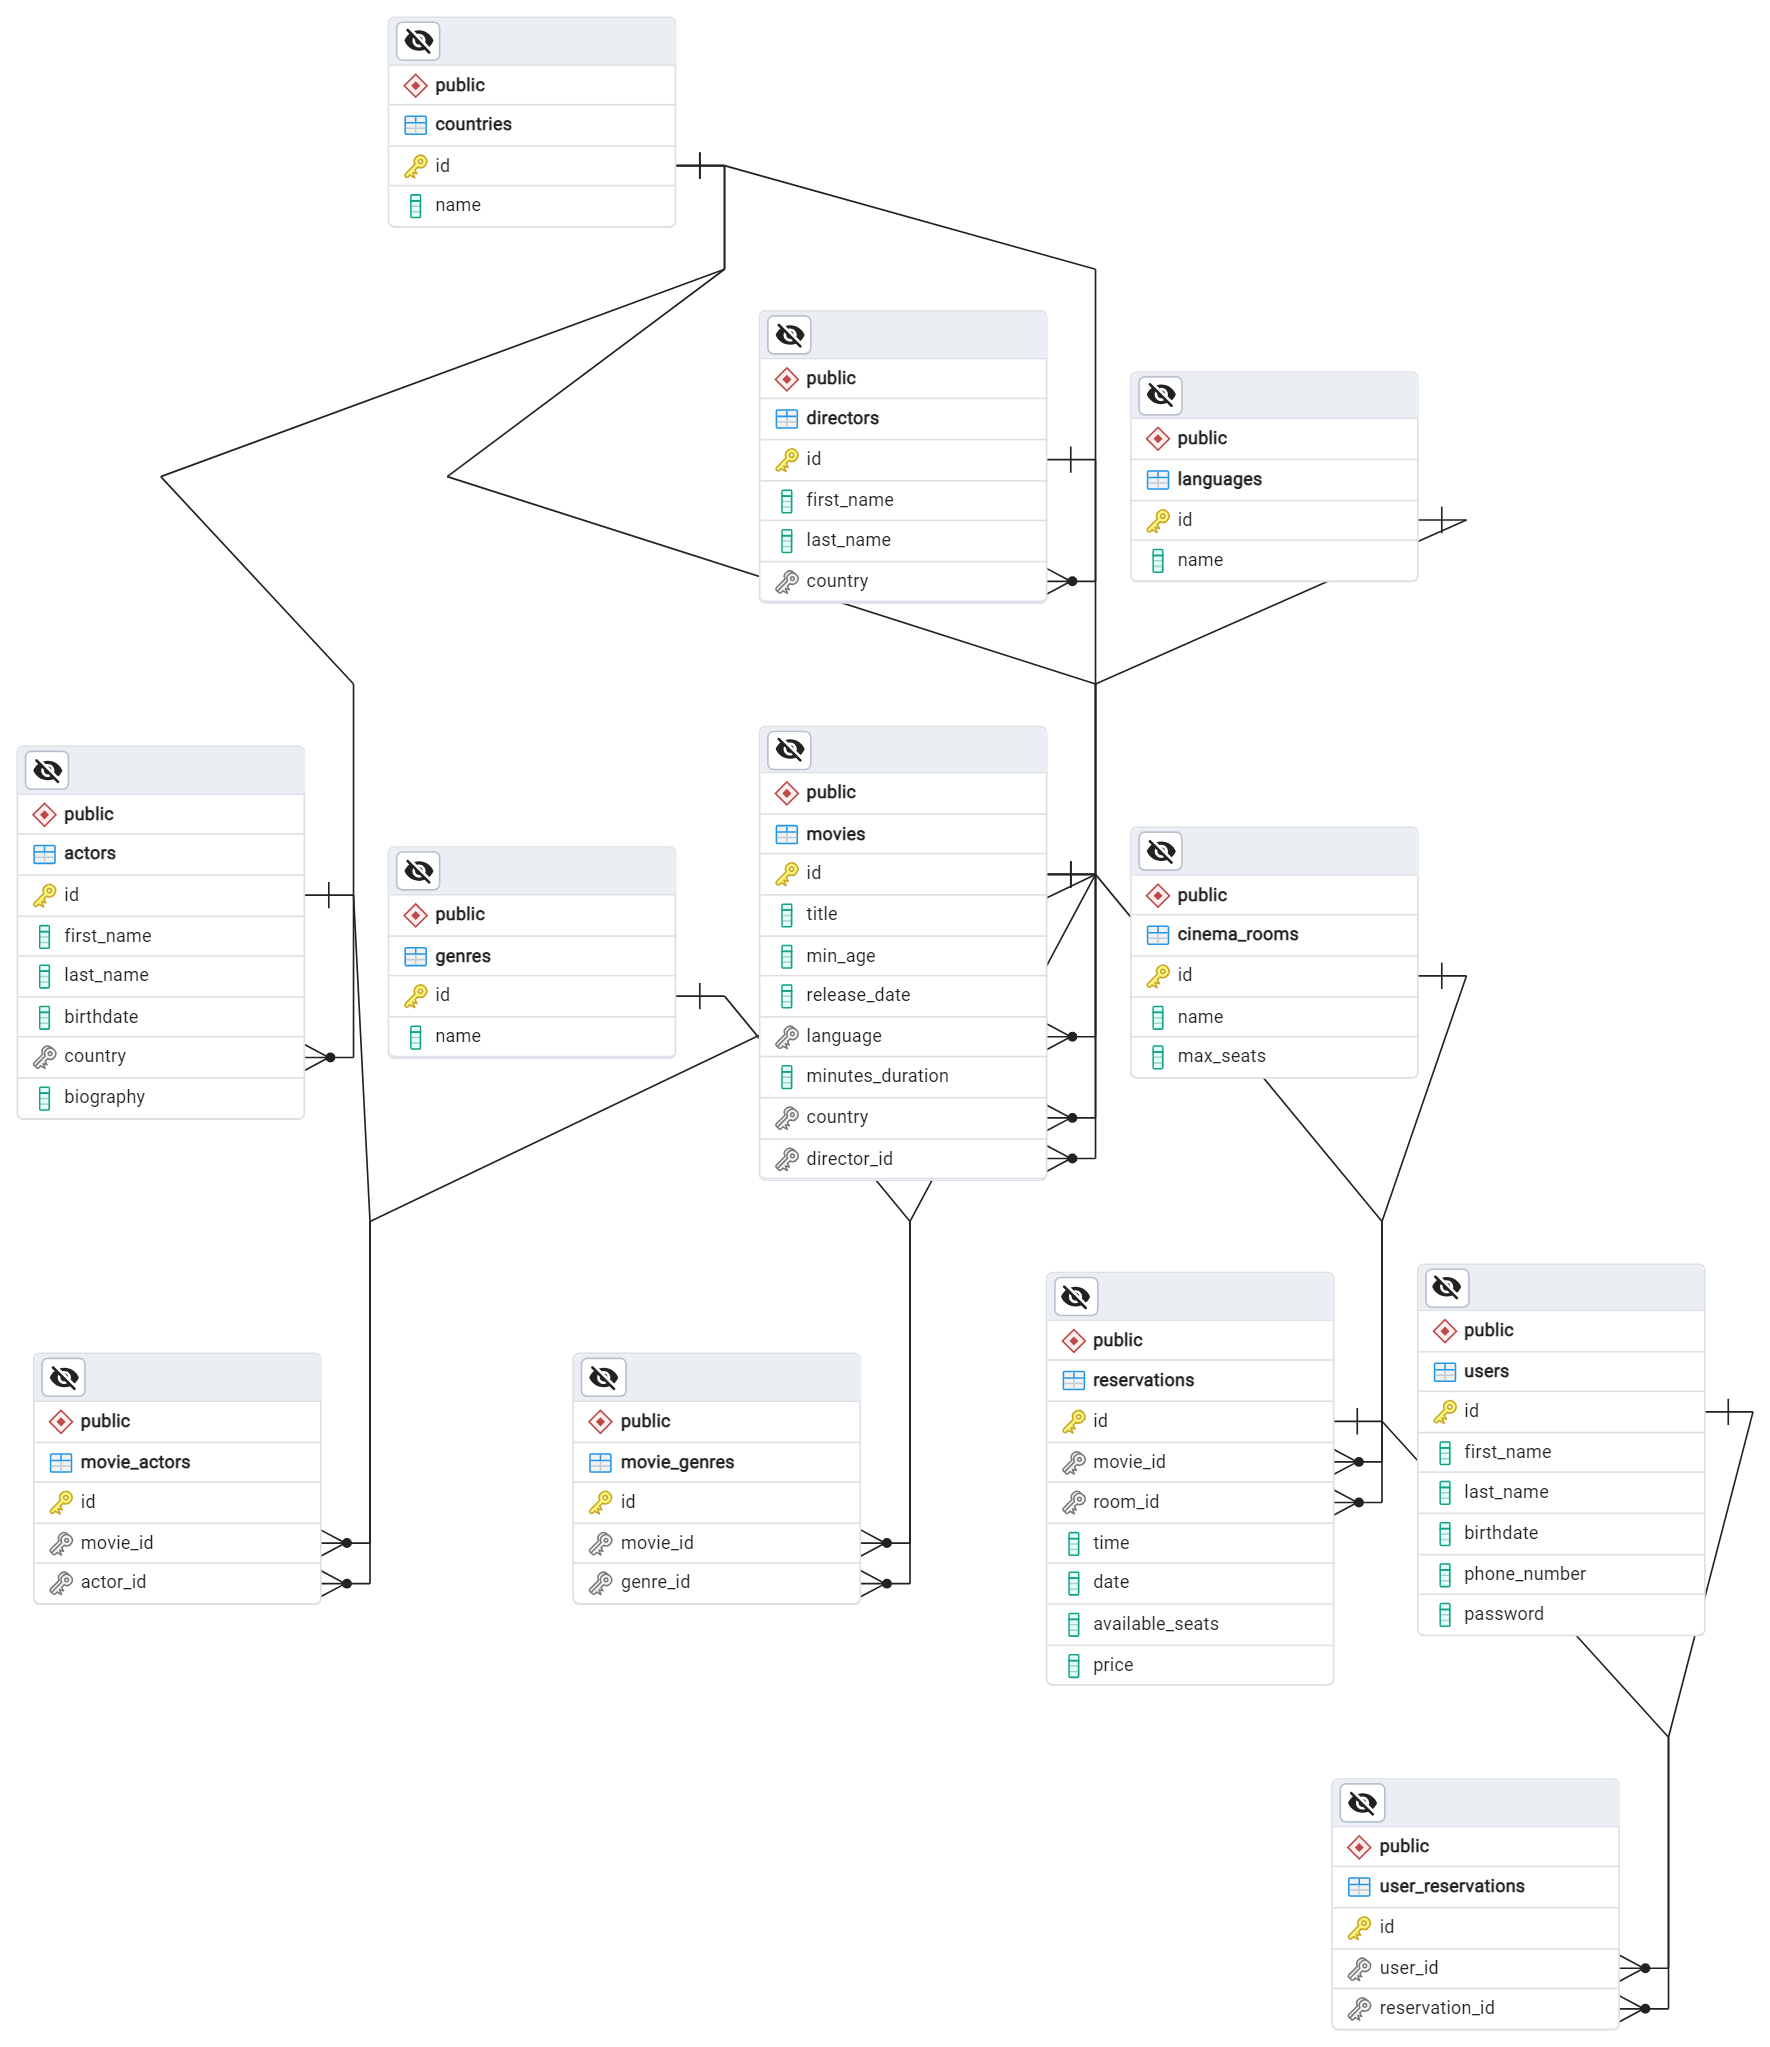 public
countries
id
name
public
directors
id
first_name
last_name
country
public
languages
id
name
public
actors
id
first_name
last_name
birthdate
country
biography
public
genres
id
name
public
movies
id
title
min_age
release_date
language
minutes_duration
country
director_id
public
cinema_rooms
id
name
max_seats
public
movie_actors
id
movie_id
actor_id
public
movie_genres
id
movie_id
genre_id
public
reservations
id
movie_id
room_id
time
date
available_seats
price
public
users
id
first_name
last_name
birthdate
phone_number
password
public
user_reservations
id
user_id
reservation_id